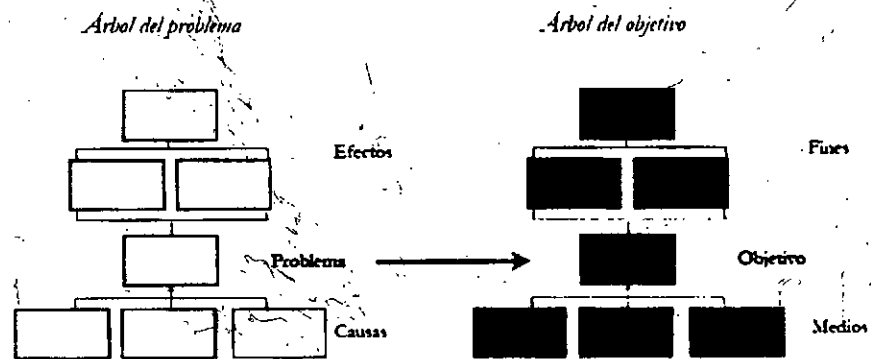 Árbol del problema
Árbol del objetivo
Efectos
Fines
Problema
Objetivo
Causas
Medios